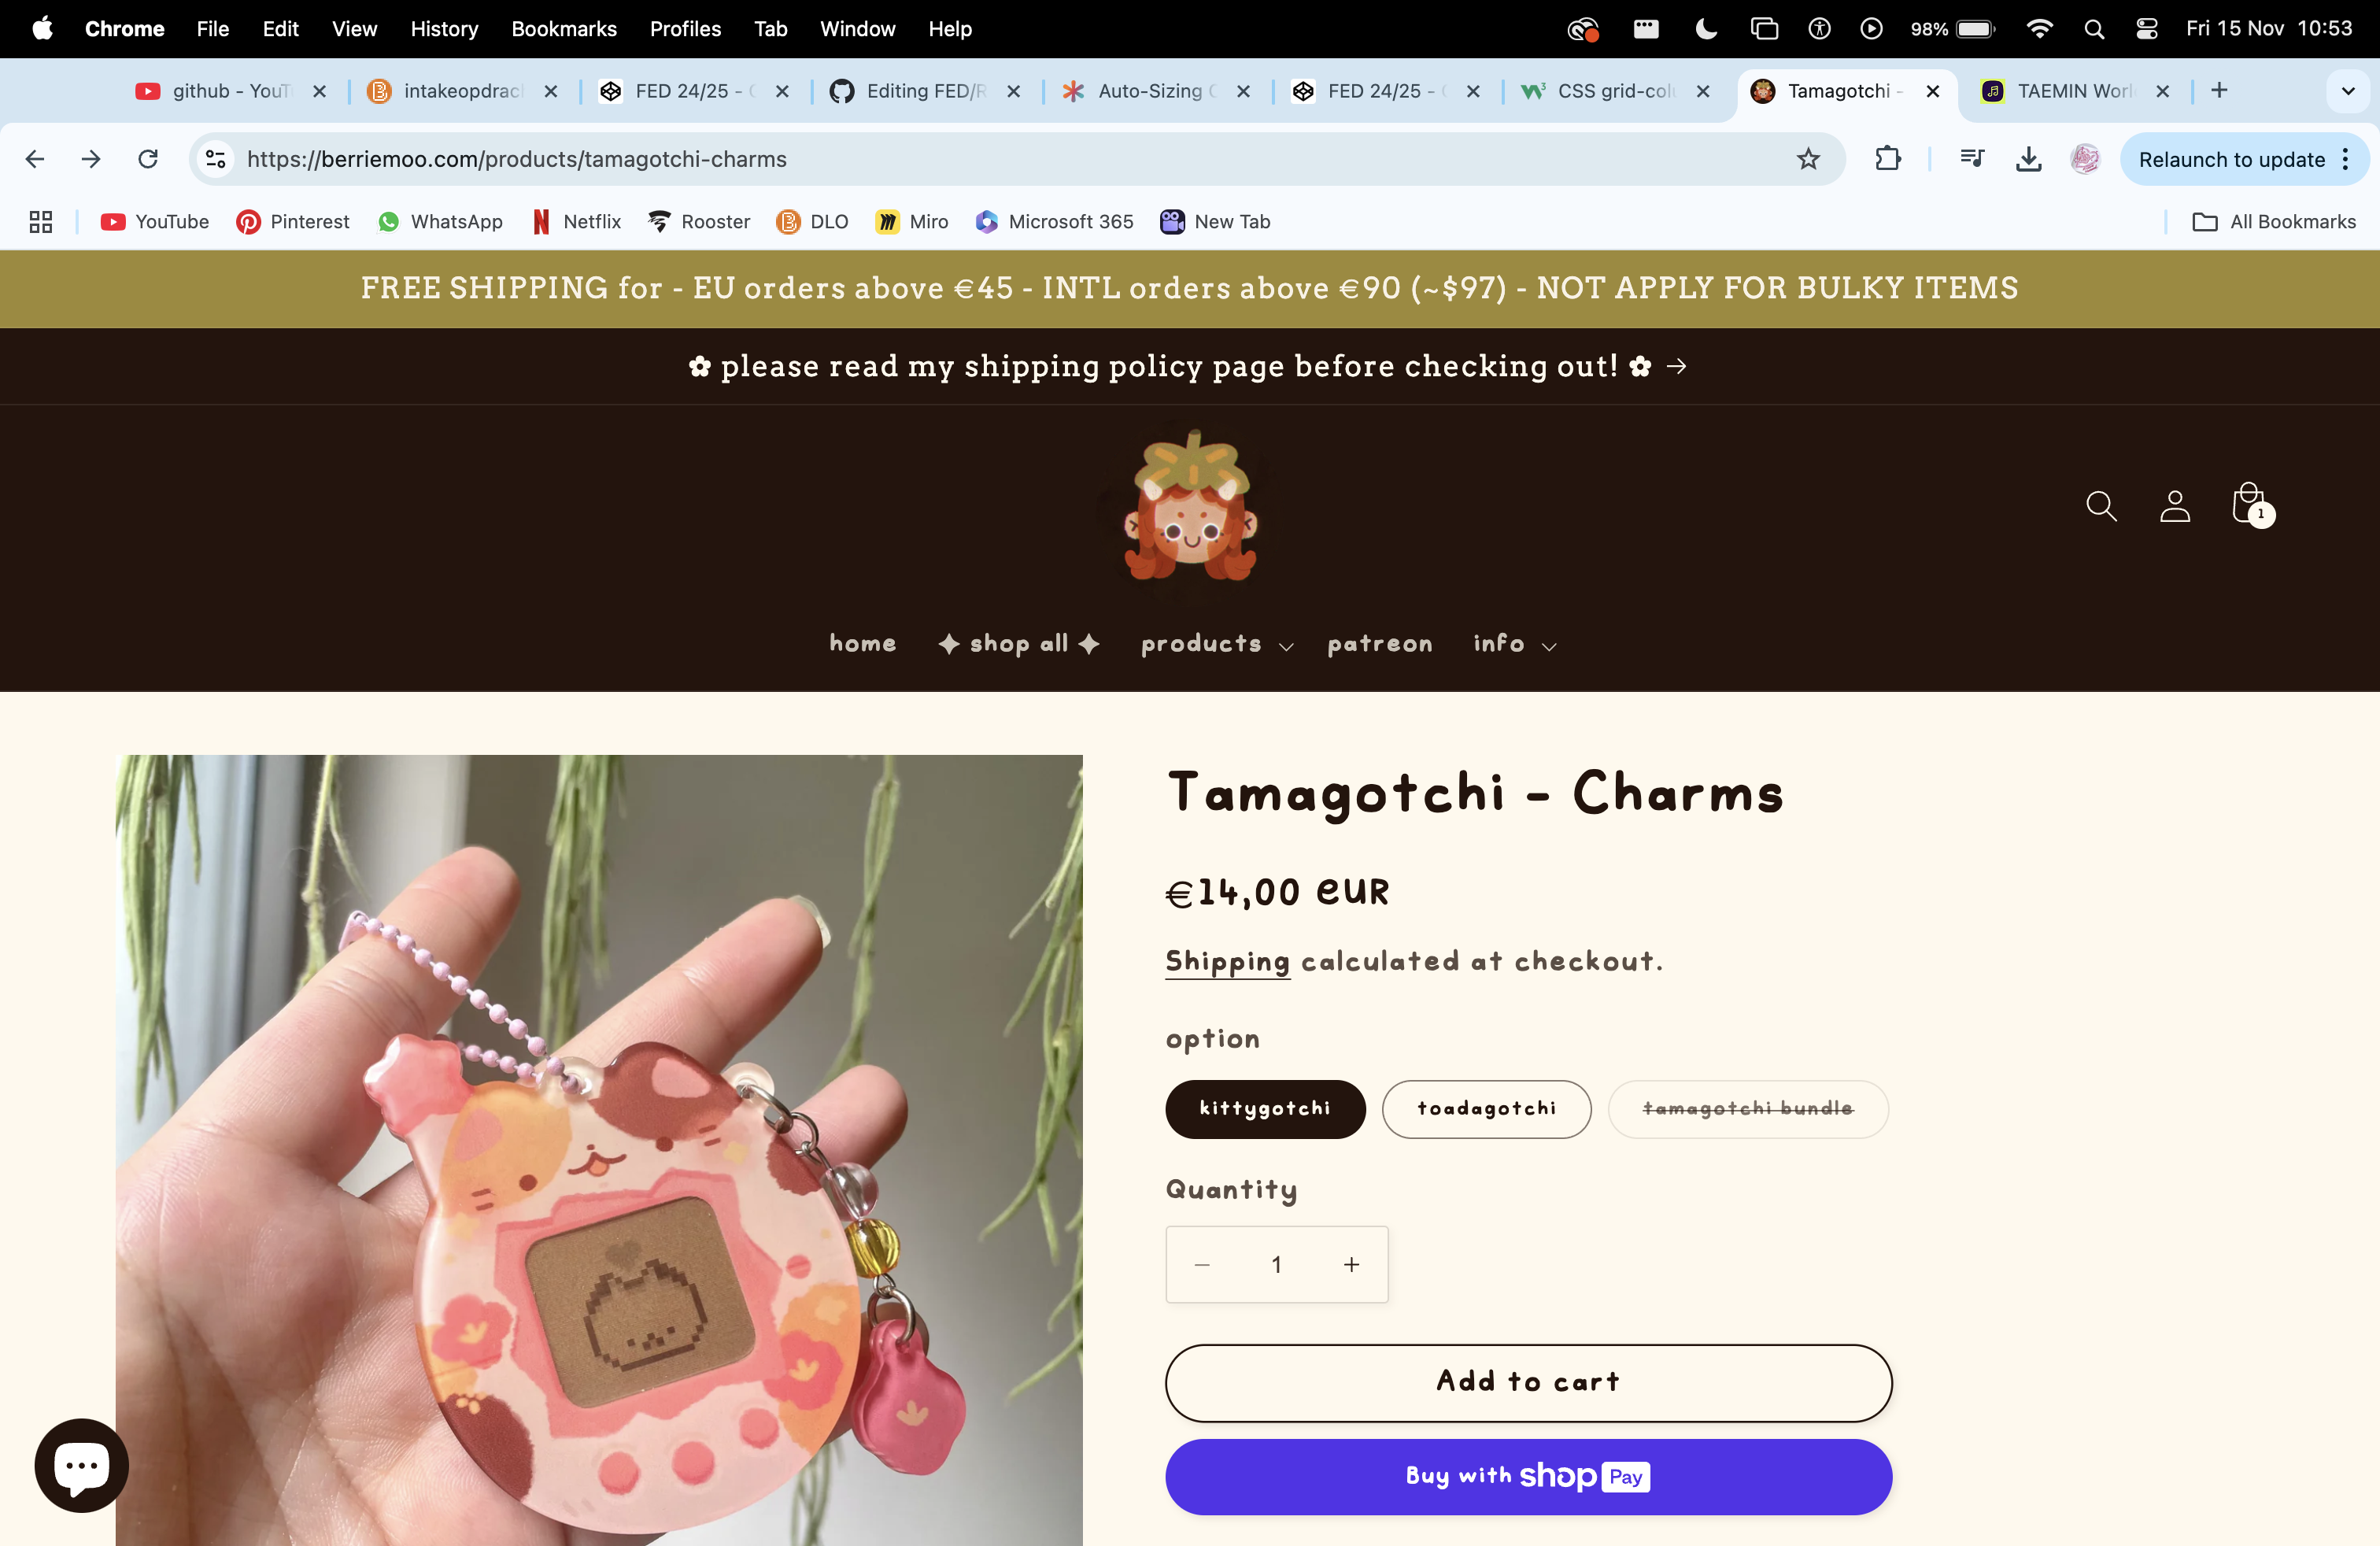 Chrome File Edit View History Bookmarks Profiles Tab Window Help 98% Fri 15 Nov 10:53
github - YouT intakeopdrach FED 24/25 - Editing FED/R Auto-Sizing FED 24/25 - CSS grid-colu Tamagotchi - TAEMIN Worl
https://berriemoo.com/products/tamagotchi-charms Relaunch to update
YouTube Pinterest WhatsApp Netflix Rooster DLO Miro Microsoft 365 New Tab All Bookmarks
FREE SHIPPING for - EU orders above €45 - INTL orders above €90 (~$97) - NOT APPLY FOR BULKY ITEMS
✿ please read my shipping policy page before checking out! ✿ →
1
home ✦ shop all ✦ products patreon info
Tamagotchi - Charms
€14,00 EUR
Shipping calculated at checkout.
option
kittygotchi toadagotchi tamagotchi bundle
Quantity
− 1 +
Add to cart
Buy with shop Pay